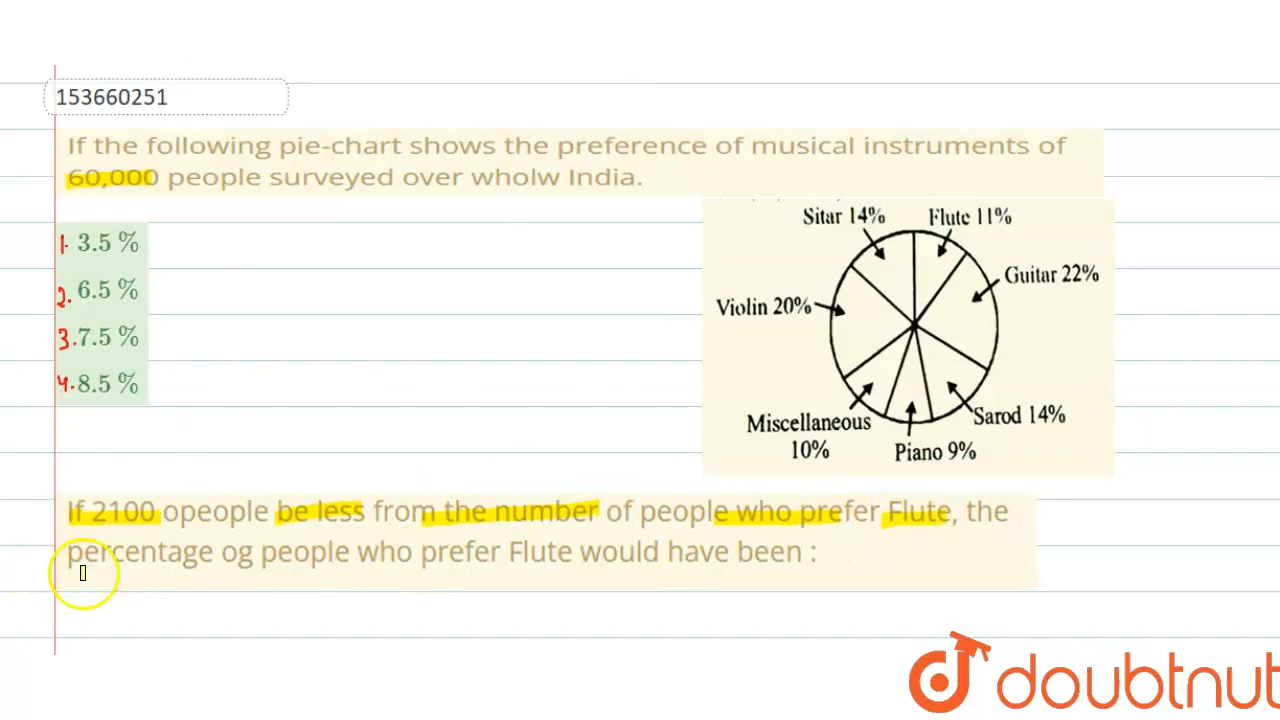 153660251
If the following pie-chart shows the preference of musical instruments of
60,000 people surveyed over wholw India.
1. 3.5 %
2. 6.5 %
3. 7.5 %
4. 8.5 %
Sitar 14%
Flute 11%
Guitar 22%
Violin 20%
Sarod 14%
Miscellaneous
10%
Piano 9%
If 2100 opeople be less from the number of people who prefer Flute, the
percentage og people who prefer Flute would have been :
doubtnut